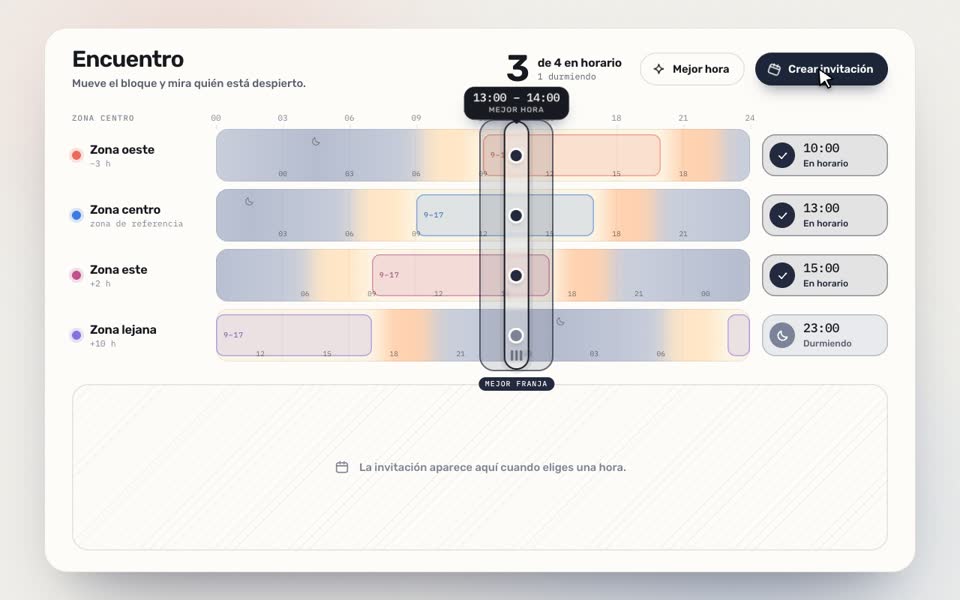 Encuentro
Mueve el bloque y mira quién está despierto.
3 de 4 en horario
1 durmiendo
Mejor hora
Crear invitación
13:00 – 14:00
MEJOR HORA
ZONA CENTRO 00 03 06 09 18 21 24
Zona oeste
−3 h
9–1
00 03 06 09 12 15 18
10:00
En horario
Zona centro
zona de referencia
9–17
03 06 09 12 15 18 21
13:00
En horario
Zona este
+2 h
9–17
06 09 12 18 21 00
15:00
En horario
Zona lejana
+10 h
9–17
12 15 18 21 03 06
23:00
Durmiendo
MEJOR FRANJA
La invitación aparece aquí cuando eliges una hora.